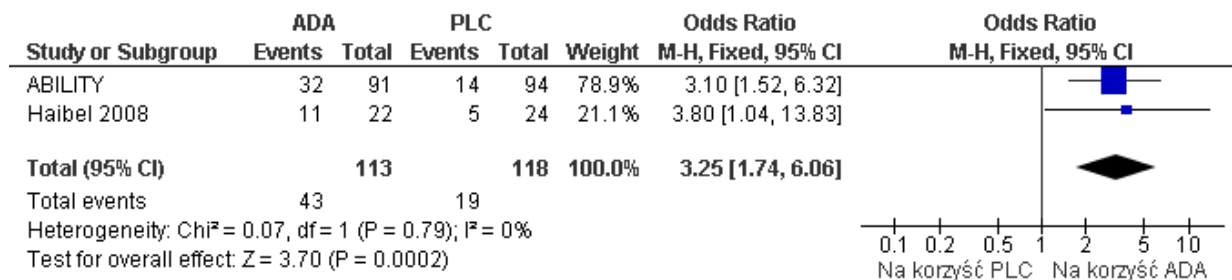 ADA PLC Odds Ratio Odds Ratio
Study or Subgroup Events Total Events Total Weight M-H, Fixed, 95% CI M-H, Fixed, 95% CI
ABILITY 32 91 14 94 78.9% 3.10 [1.52, 6.32]
Haibel 2008 11 22 5 24 21.1% 3.80 [1.04, 13.83]
Total (95% CI) 113 118 100.0% 3.25 [1.74, 6.06]
Total events 43 19
Heterogeneity: Chi² = 0.07, df = 1 (P = 0.79); I² = 0%
Test for overall effect: Z = 3.70 (P = 0.0002)
0.1 0.2 0.5 1 2 5 10
Na korzyść PLC Na korzyść ADA